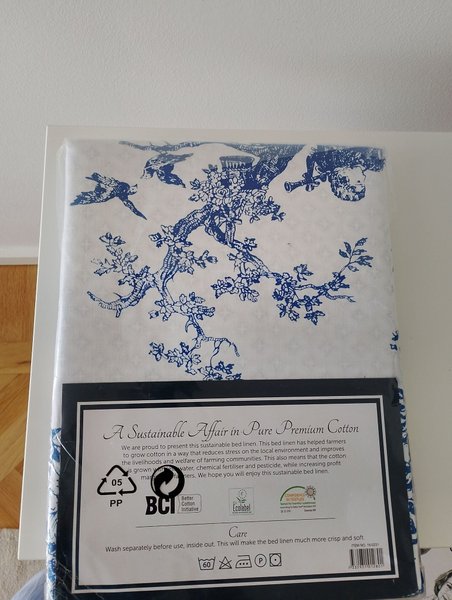 A Sustainable Affair in Pure Premium Cotton
We are proud to present this sustainable bed linen. This bed linen has helped farmers
to grow cotton in a way that reduces stress on the local environment and improves
the livelihoods and welfare of farming communities. This also means that the cotton
is grown water, chemical fertiliser and pesticide, while increasing profit
We hope you will enjoy this sustainable bed linen.
05
PP
BCI
Better
Cotton
Initiative
Ecolabel
Care
Wash separately before use, inside out. This will make the bed linen much more crisp and soft.
60
P